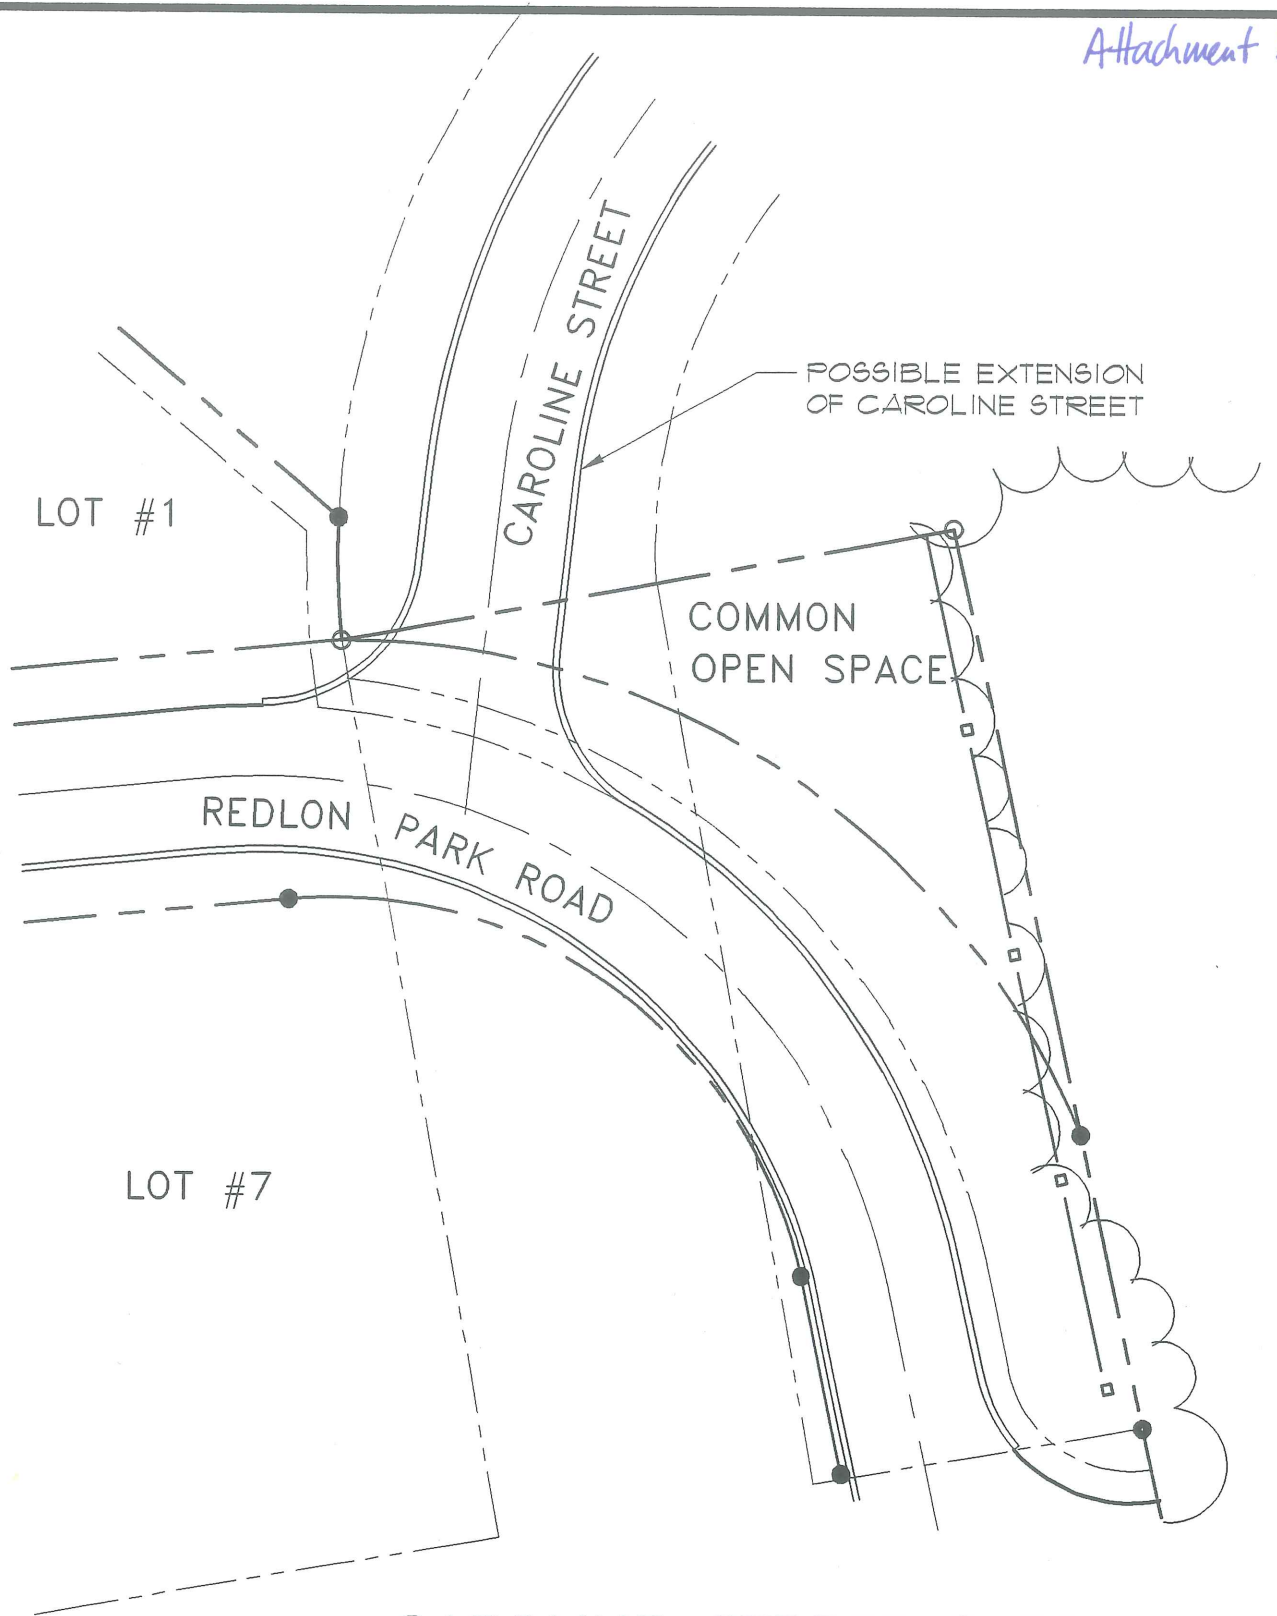 Attachment
CAROLINE STREET
POSSIBLE EXTENSION
OF CAROLINE STREET
LOT #1
COMMON
OPEN SPACE
REDLON PARK ROAD
LOT #7